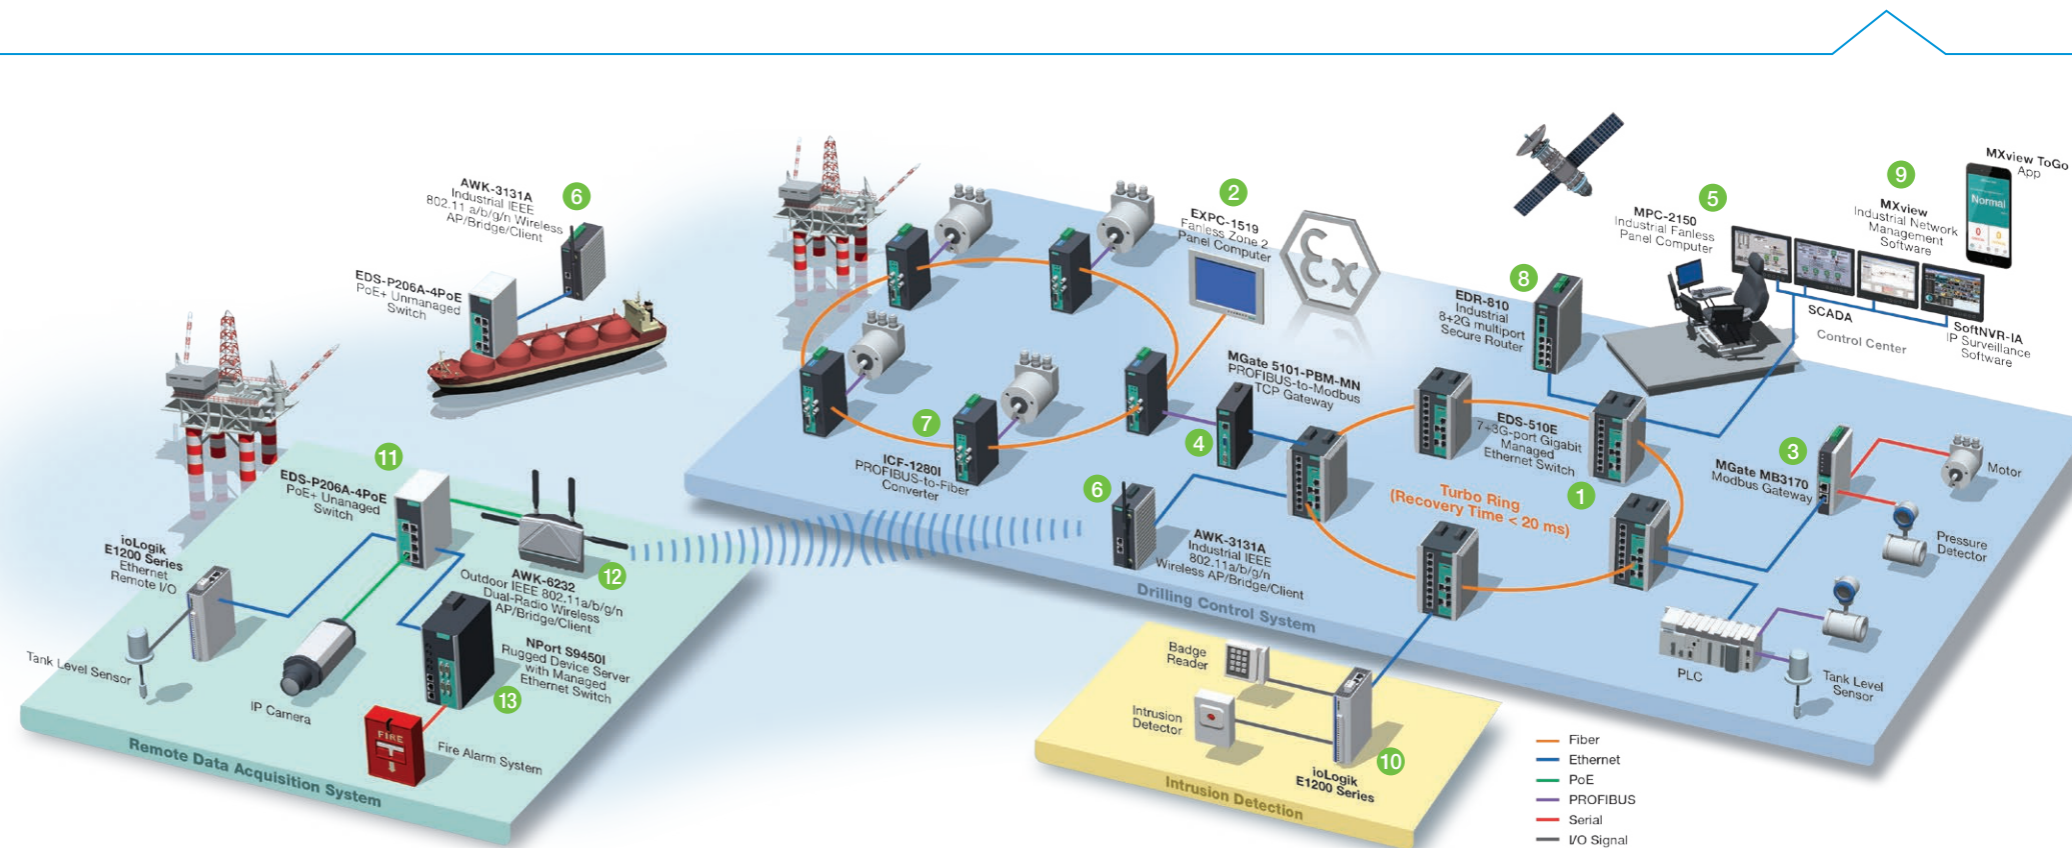 AWK-3131A
Industrial IEEE
802.11 a/b/g/n Wireless
AP/Bridge/Client
6
EDS-P206A-4PoE
PoE+ Unmanaged
Switch
2
EXPC-1519
Fanless Zone 2
Panel Computer
Ex
5
MPC-2150
Industrial Fanless
Panel Computer
9
MXview
Industrial Network
Management
Software
MXview ToGo
App
Normal
8
EDR-810
Industrial
8+2G multiport
Secure Router
SCADA
Control Center
SoftNVR-IA
IP Surveillance
Software
MGate 5101-PBM-MN
PROFIBUS-to-Modbus
TCP Gateway
4
7
ICF-1280I
PROFIBUS-to-Fiber
Converter
EDS-510E
7+3G-port Gigabit
Managed
Ethernet Switch
1
Turbo Ring
(Recovery Time < 20 ms)
3
MGate MB3170
Modbus Gateway
Motor
Pressure
Detector
6
AWK-3131A
Industrial IEEE
802.11a/b/g/n
Wireless AP/Bridge/Client
Drilling Control System
PLC
Tank Level
Sensor
11
EDS-P206A-4PoE
PoE+ Unanaged
Switch
ioLogik
E1200 Series
Ethernet
Remote I/O
12
AWK-6232
Outdoor IEEE 802.11a/b/g/n
Dual-Radio Wireless
AP/Bridge/Client
NPort S9450I
Rugged Device Server
with Managed
Ethernet Switch
13
Tank Level Sensor
IP Camera
FIRE
Fire Alarm System
Remote Data Acquisition System
Badge
Reader
Intrusion
Detector
10
ioLogik
E1200 Series
Intrusion Detection
Fiber
Ethernet
PoE
PROFIBUS
Serial
I/O Signal